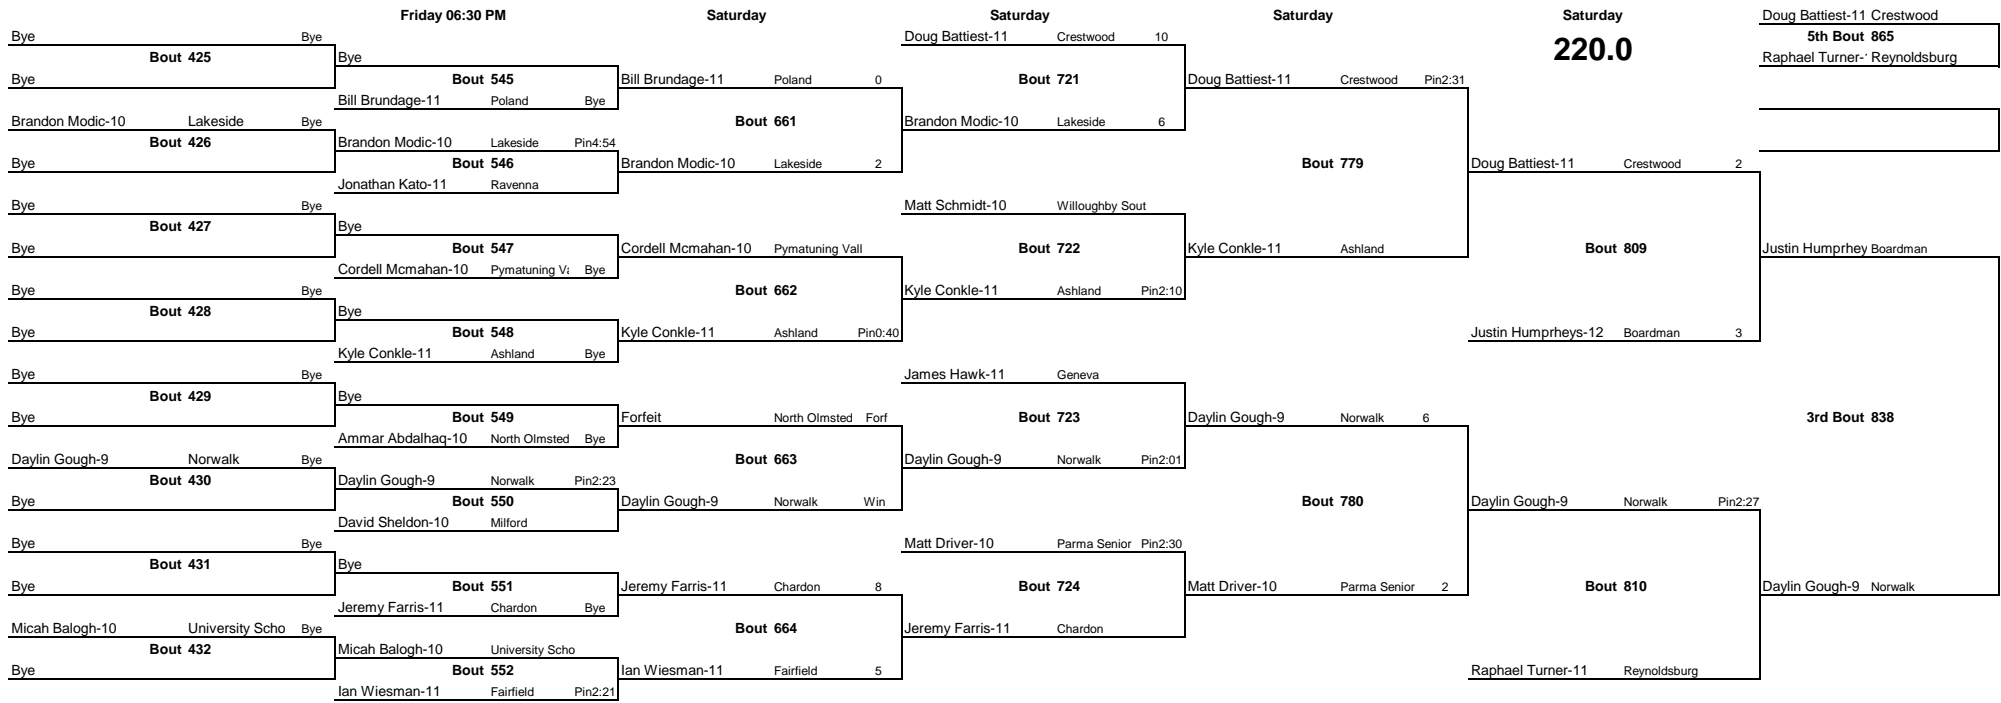 Friday 06:30 PM Saturday Saturday Saturday Saturday Doug Battiest-11 Crestwood
Bye Bye Doug Battiest-11 Crestwood 10 220.0 5th Bout 865
Bout 425 Bye Raphael Turner-1 Reynoldsburg
Bye Bout 545 Bill Brundage-11 Poland 0 Bout 721 Doug Battiest-11 Crestwood Pin2:31
Bill Brundage-11 Poland Bye
Brandon Modic-10 Lakeside Bye Bout 661 Brandon Modic-10 Lakeside 6
Bout 426 Brandon Modic-10 Lakeside Pin4:54
Bye Bout 546 Brandon Modic-10 Lakeside 2 Bout 779 Doug Battiest-11 Crestwood 2
Jonathan Kato-11 Ravenna
Bye Bye Matt Schmidt-10 Willoughby Sout
Bout 427 Bye
Bye Bout 547 Cordell Mcmahan-10 Pymatuning Vall Bout 722 Kyle Conkle-11 Ashland Bout 809 Justin Humprhey Boardman
Cordell Mcmahan-10 Pymatuning Va Bye
Bye Bye Bout 662 Kyle Conkle-11 Ashland Pin2:10
Bout 428 Bye
Bye Bout 548 Kyle Conkle-11 Ashland Pin0:40 Justin Humprheys-12 Boardman 3
Kyle Conkle-11 Ashland Bye
Bye Bye James Hawk-11 Geneva
Bout 429 Bye
Bye Bout 549 Forfeit North Olmsted Forf Bout 723 Daylin Gough-9 Norwalk 6 3rd Bout 838
Ammar Abdalhaq-10 North Olmsted Bye
Daylin Gough-9 Norwalk Bye Bout 663 Daylin Gough-9 Norwalk Pin2:01
Bout 430 Daylin Gough-9 Norwalk Pin2:23
Bye Bout 550 Daylin Gough-9 Norwalk Win Bout 780 Daylin Gough-9 Norwalk Pin2:27
David Sheldon-10 Milford
Bye Bye Matt Driver-10 Parma Senior Pin2:30
Bout 431 Bye
Bye Bout 551 Jeremy Farris-11 Chardon 8 Bout 724 Matt Driver-10 Parma Senior 2 Bout 810 Daylin Gough-9 Norwalk
Jeremy Farris-11 Chardon Bye
Micah Balogh-10 University Scho Bye Bout 664 Jeremy Farris-11 Chardon
Bout 432 Micah Balogh-10 University Scho
Bye Bout 552 Ian Wiesman-11 Fairfield 5 Raphael Turner-11 Reynoldsburg
Ian Wiesman-11 Fairfield Pin2:21